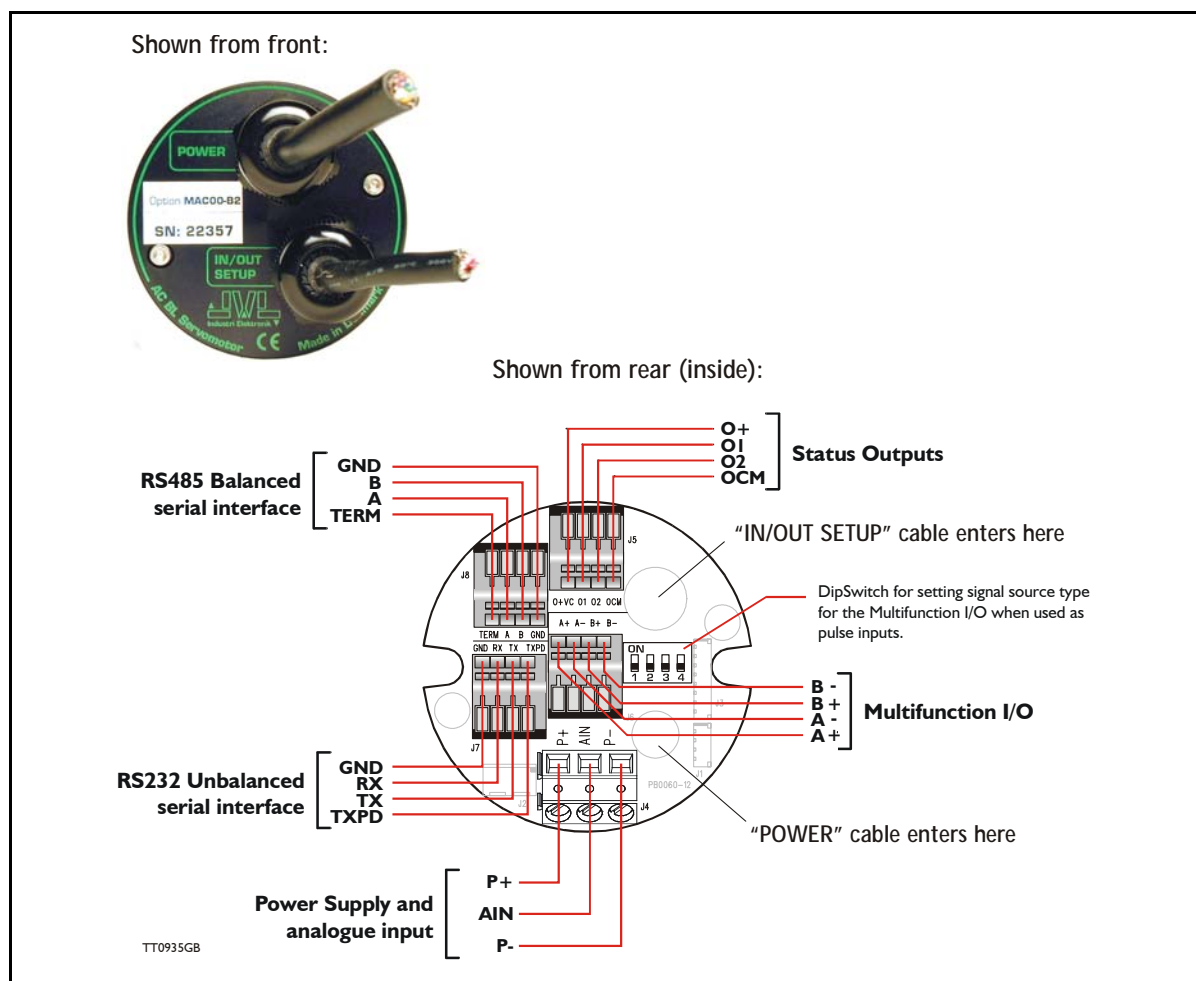 Shown from front:
POWER
Option MAC00-B2
SN: 22357
IN/OUT
SETUP
JVL
Industri Elektronik
AC BL Servomotor CE Made in Denmark
Shown from rear (inside):
O+
O1
O2
OCM
Status Outputs
RS485 Balanced
serial interface
GND
B
A
TERM
"IN/OUT SETUP" cable enters here
J5
J8
O+VC O1 O2 OCM
A+ A- B+ B-
TERM A B GND
GND RX TX TXPD
DipSwitch for setting signal source type
for the Multifunction I/O when used as
pulse inputs.
ON
1 2 3 4
B -
B +
A -
A+
Multifunction I/O
J3
J7
P+ AIN P-
J1
RS232 Unbalanced
serial interface
GND
RX
TX
TXPD
J2
PB0060-12
J4
"POWER" cable enters here
Power Supply and
analogue input
P+
AIN
P-
TT0935GB